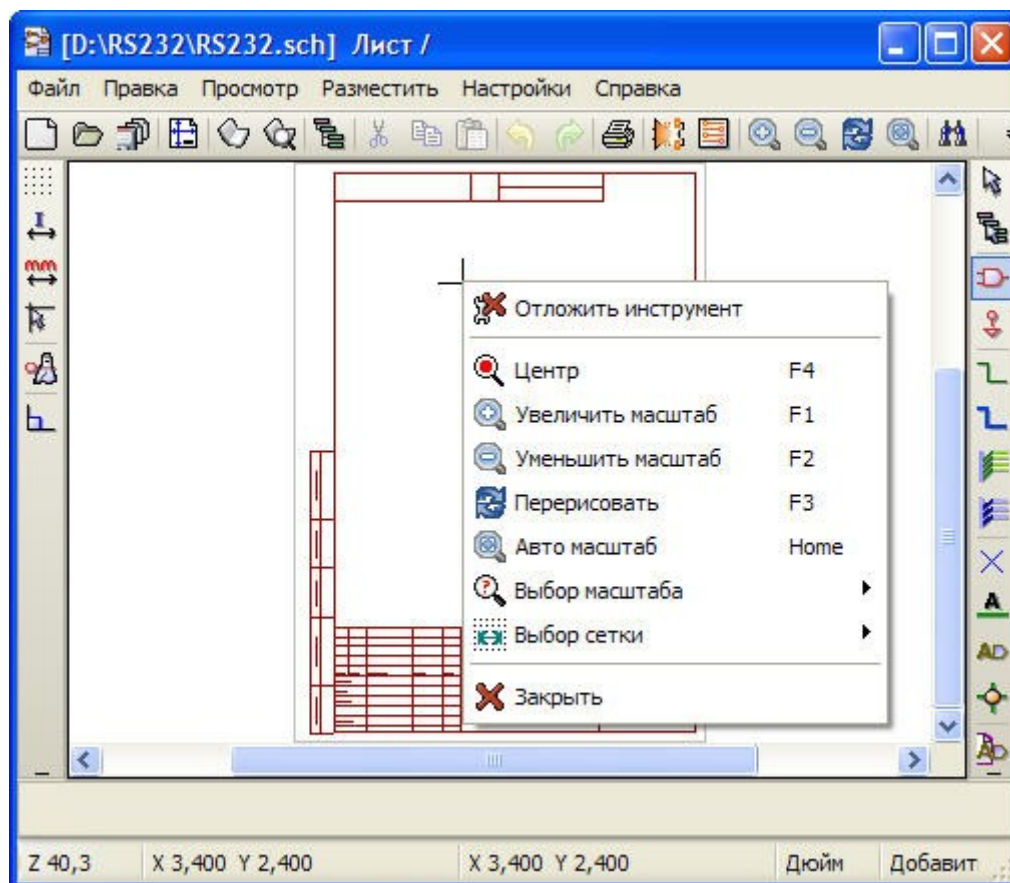 [D:\RS232\RS232.sch] Лист /
Файл Правка Просмотр Разместить Настройки Справка
I
mm
Отложить инструмент
Центр F4
Увеличить масштаб F1
Уменьшить масштаб F2
Перерисовать F3
Авто масштаб Home
Выбор масштаба
Выбор сетки
Закрыть
A
AD
A
Z 40,3 X 3,400 Y 2,400 X 3,400 Y 2,400 Дюйм Добавит